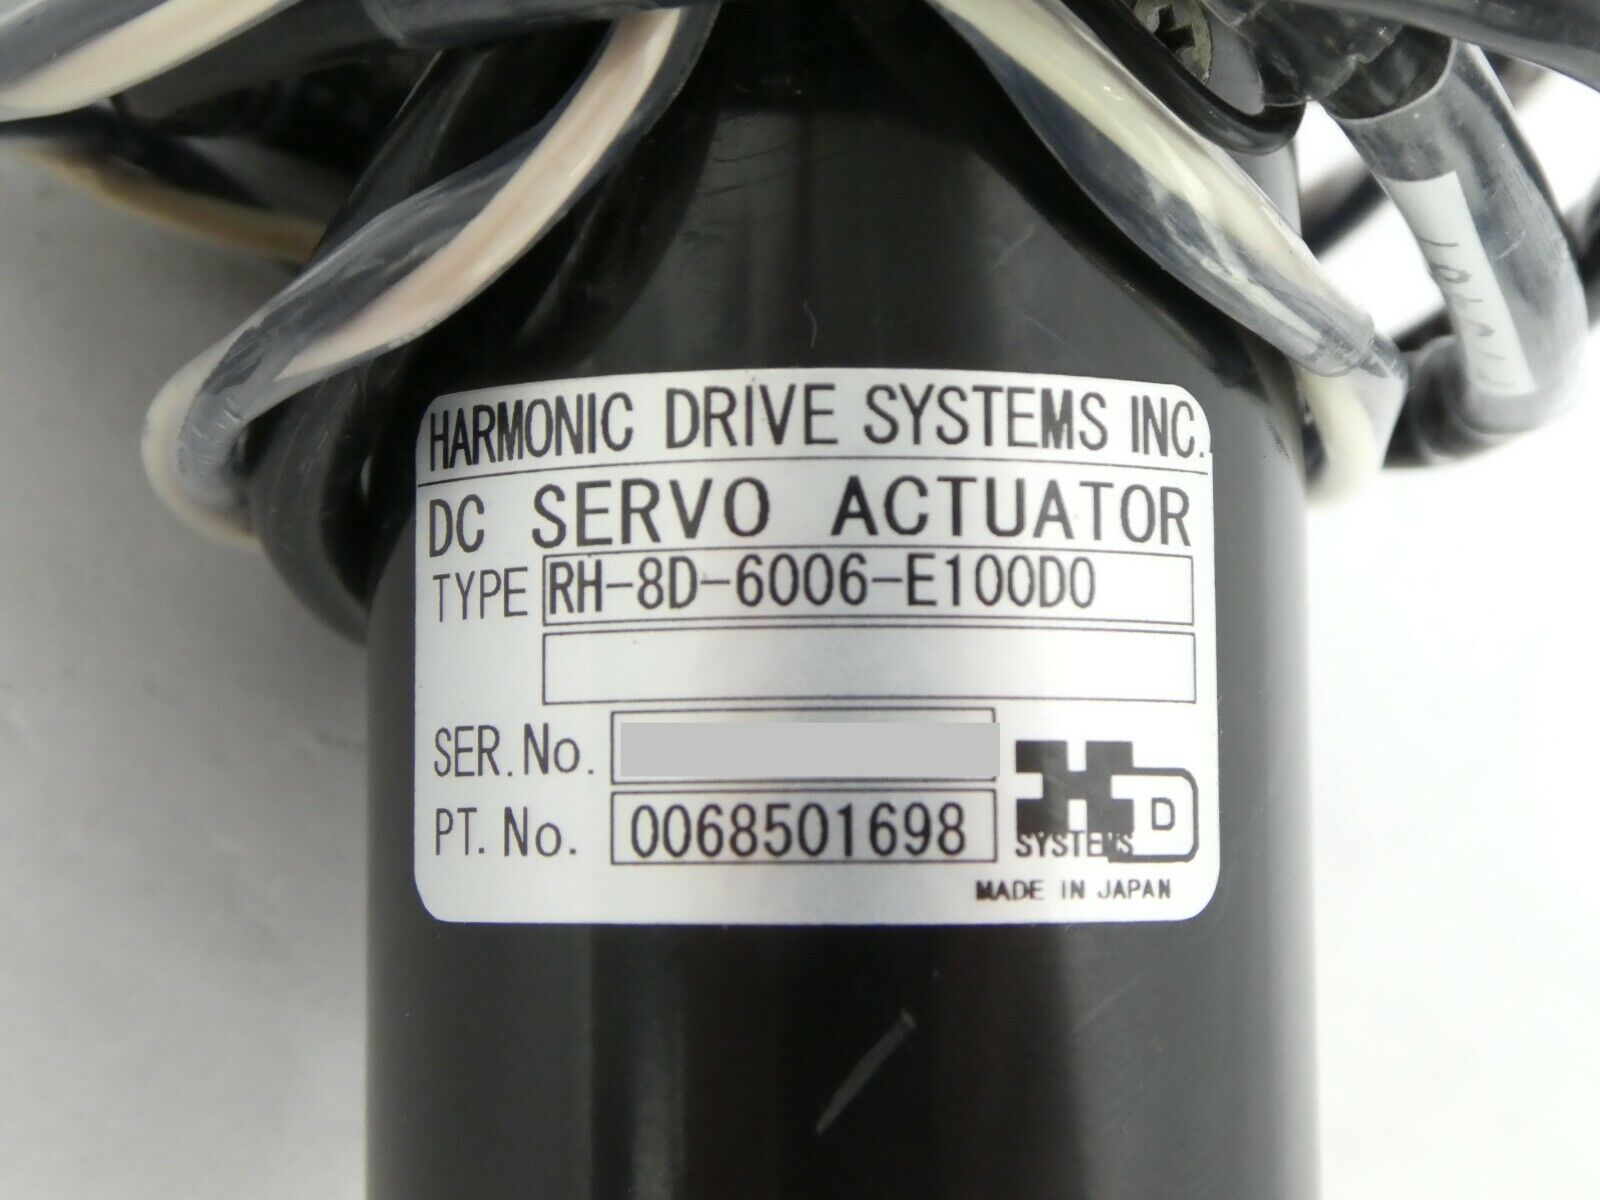 HARMONIC DRIVE SYSTEMS INC.
DC SERVO ACTUATOR
TYPE RH-8D-6006-E100D0
SER. No.
PT. No. 0068501698
HD SYSTEMS
MADE IN JAPAN